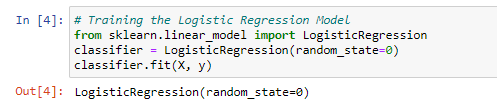 In [4]: # Training the Logistic Regression Model
from sklearn.linear_model import LogisticRegression
classifier = LogisticRegression(random_state=0)
classifier.fit(X, y)
Out[4]: LogisticRegression(random_state=0)